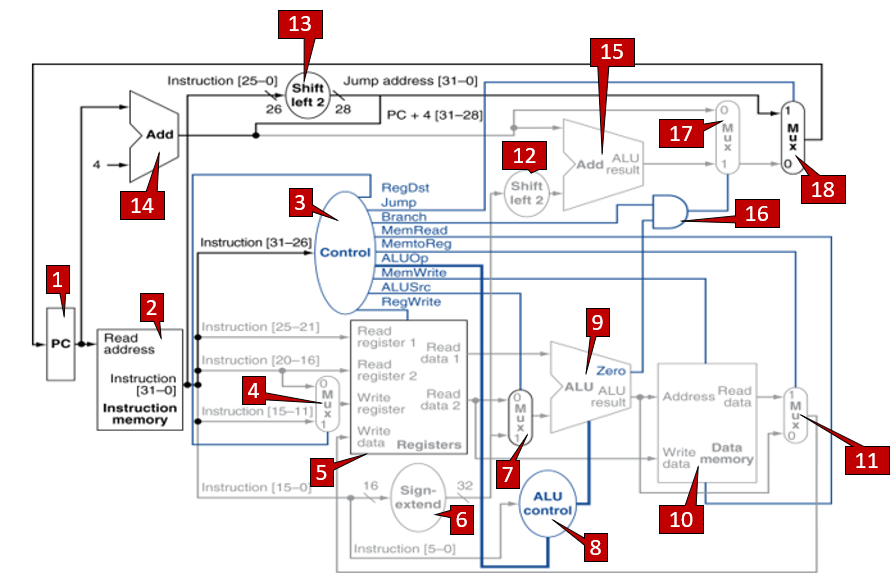 13
15
Instruction [25–0]
Shift
left 2
Jump address [31–0]
26
28
PC + 4 [31–28]
Add
4
14
12
Shift
left 2
Add
ALU
result
0
Mux
1
17
1
Mux
0
18
16
3
Control
RegDst
Jump
Branch
MemRead
MemtoReg
ALUOp
MemWrite
ALUSrc
RegWrite
Instruction [31–26]
1
PC
2
Read
address
Instruction
[31–0]
Instruction
memory
Instruction [25–21]
Instruction [20–16]
Instruction [15–11]
4
0
Mux
1
Read
register 1
Read
register 2
Write
register
Write
data
Read
data 1
Read
data 2
Registers
5
0
Mux
1
7
9
Zero
ALU
ALU
result
Address
Read
data
Write
data
Data
memory
10
1
Mux
0
11
Instruction [15–0]
16
Sign-
extend
32
6
ALU
control
8
Instruction [5–0]